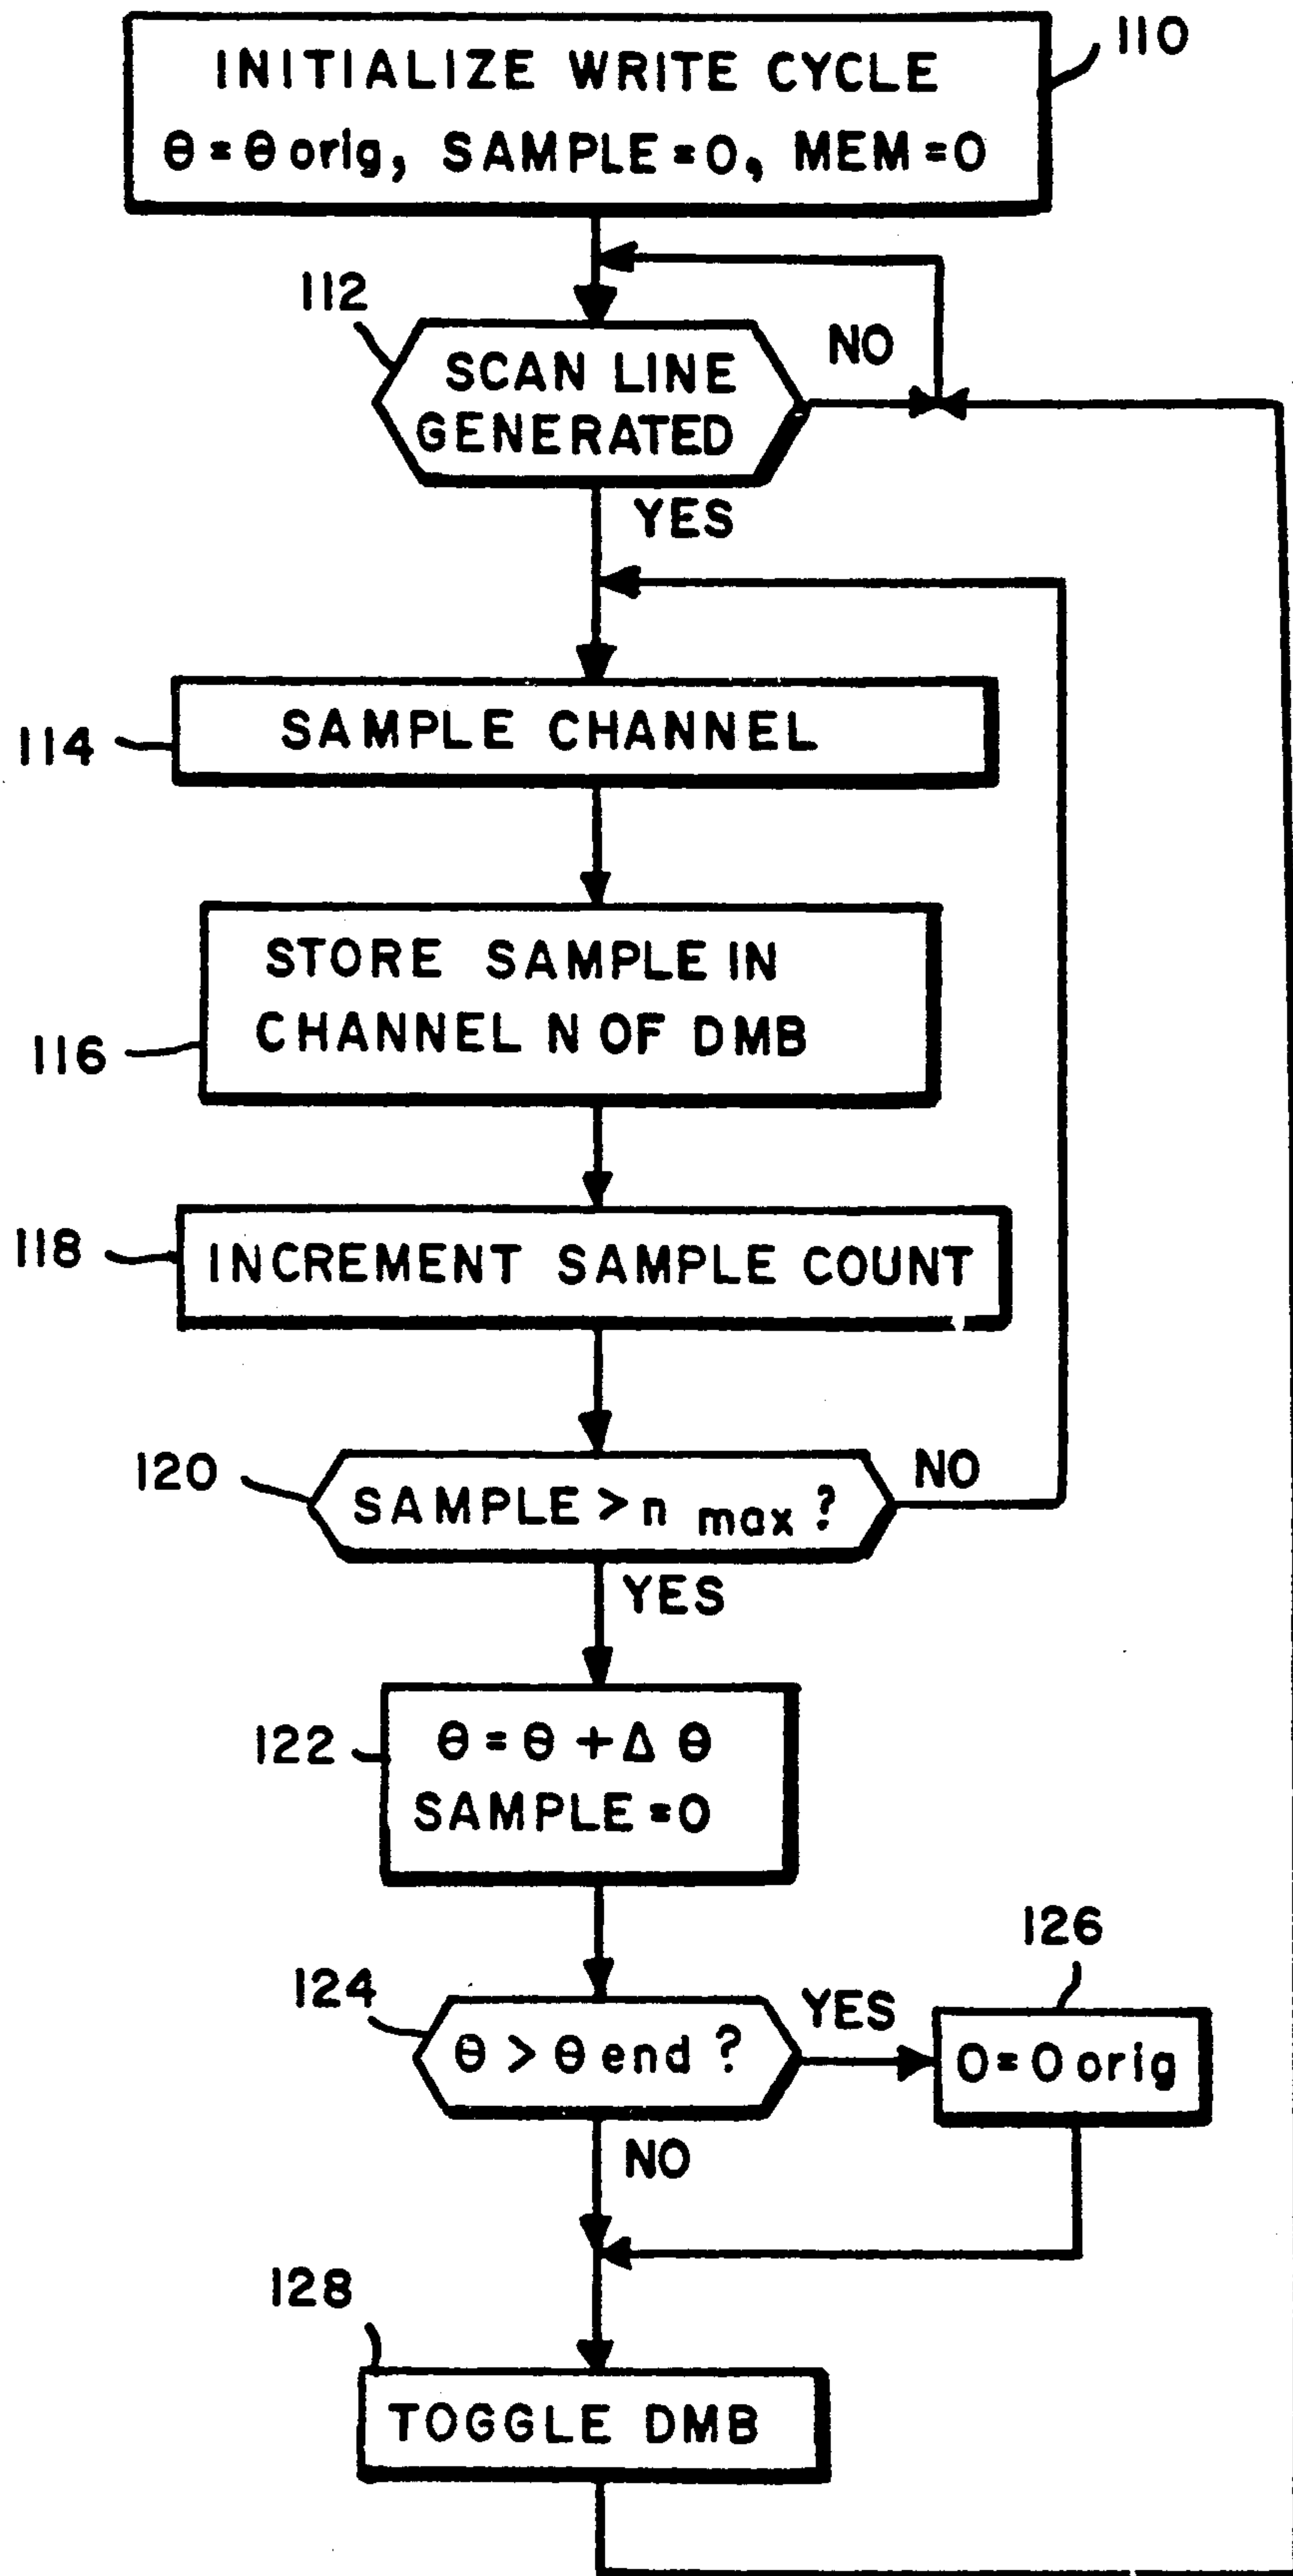 110
INITIALIZE WRITE CYCLE
θ = θ orig, SAMPLE = 0, MEM = 0
112
SCAN LINE
GENERATED
NO
YES
114
SAMPLE CHANNEL
STORE SAMPLE IN
CHANNEL N OF DMB
116
118
INCREMENT SAMPLE COUNT
120
SAMPLE > n max ?
NO
YES
122
θ = θ + Δ θ
SAMPLE = 0
124
θ > θ end ?
YES
126
0 = 0 orig
NO
128
TOGGLE DMB